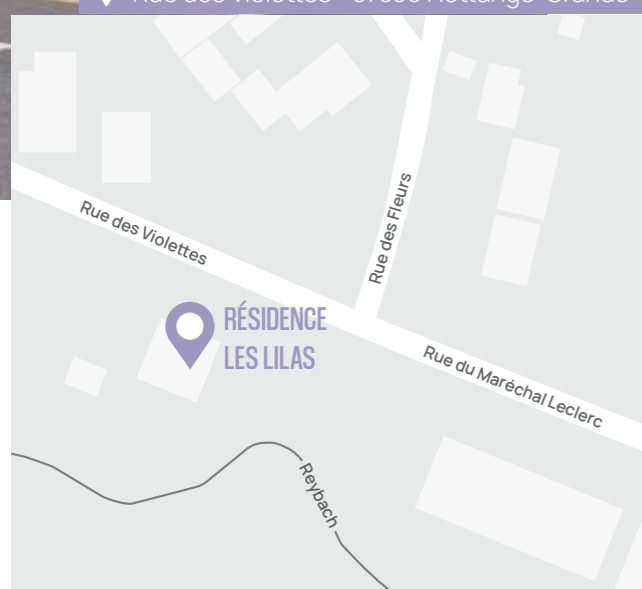 Rue des Violettes
Rue des Fleurs
RÉSIDENCE
LES LILAS
Rue du Maréchal Leclerc
Reybach